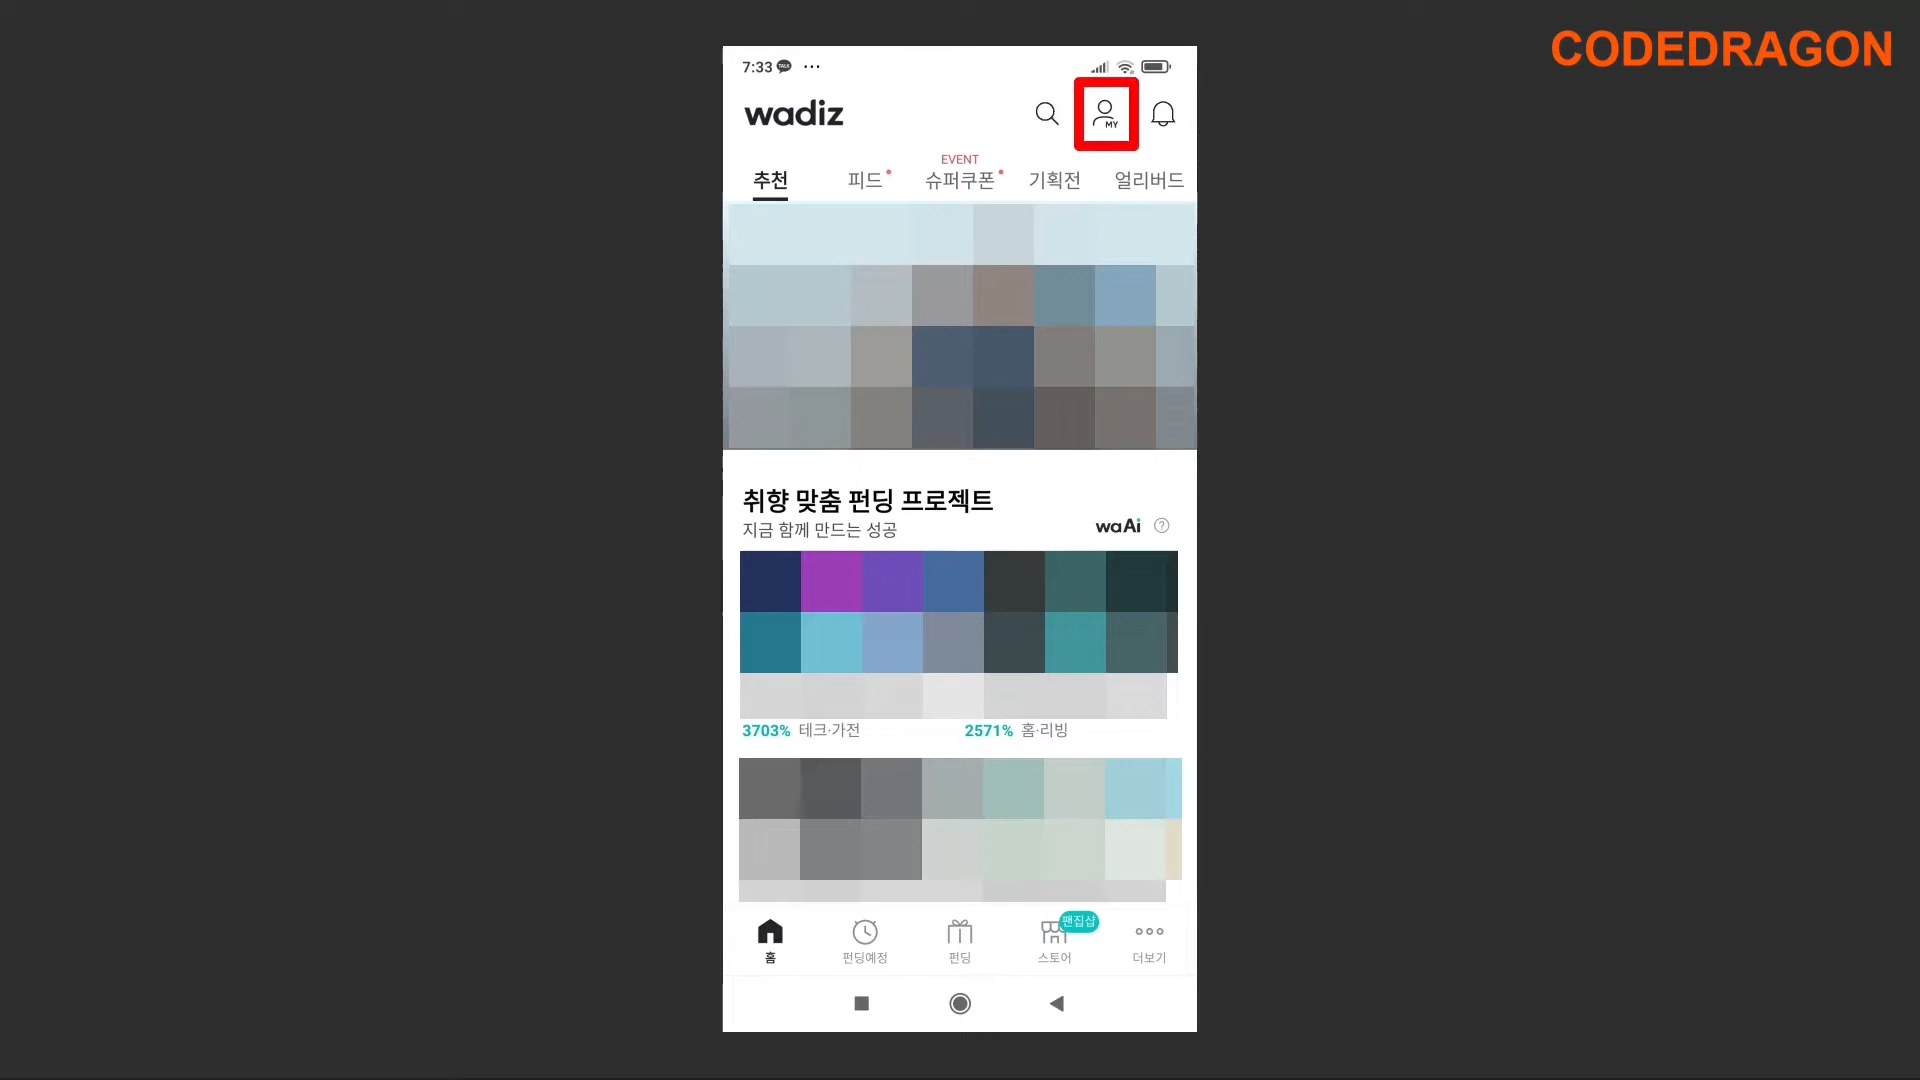 CODEDRAGON
7:33 TALK ...
wadiz
MY
EVENT
추천 피드 슈퍼쿠폰 기획전 얼리버드
취향 맞춤 펀딩 프로젝트
지금 함께 만드는 성공
waAi ?
3703% 테크·가전 2571% 홈·리빙
팬집샵
홈 펀딩예정 펀딩 스토어 더보기